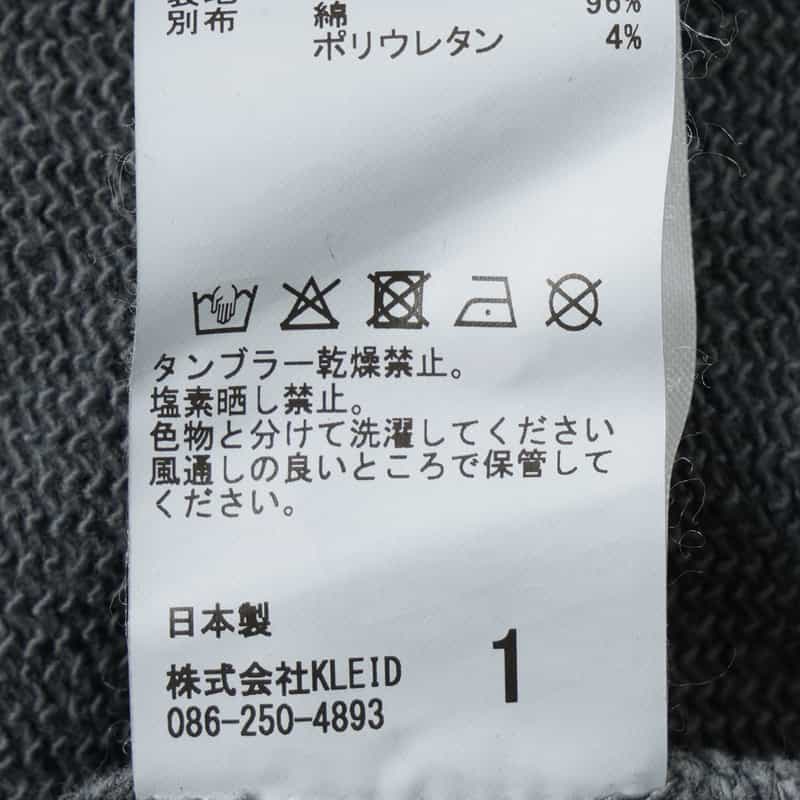 別布 綿 96%
ポリウレタン 4%
タンブラー乾燥禁止。
塩素晒し禁止。
色物と分けて洗濯してください
風通しの良いところで保管して
ください。
日本製
株式会社KLEID
086-250-4893
1